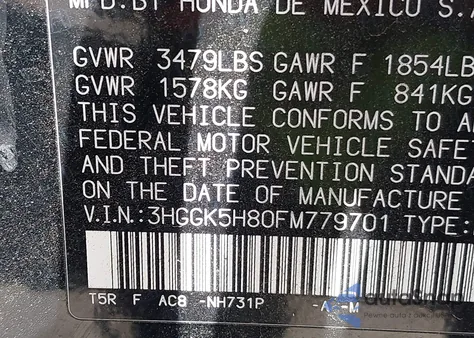 MFD.BY HONDA DE MEXICO S.A
GVWR 3479LBS GAWR F 1854LB
GVWR 1578KG GAWR F 841KG
THIS VEHICLE CONFORMS TO A
FEDERAL MOTOR VEHICLE SAFE
AND THEFT PREVENTION STANDA
ON THE DATE OF MANUFACTURE
V.I.N.:3HGGK5H80FM779701 TYPE:
T5R F AC8 -NH731P -A -M